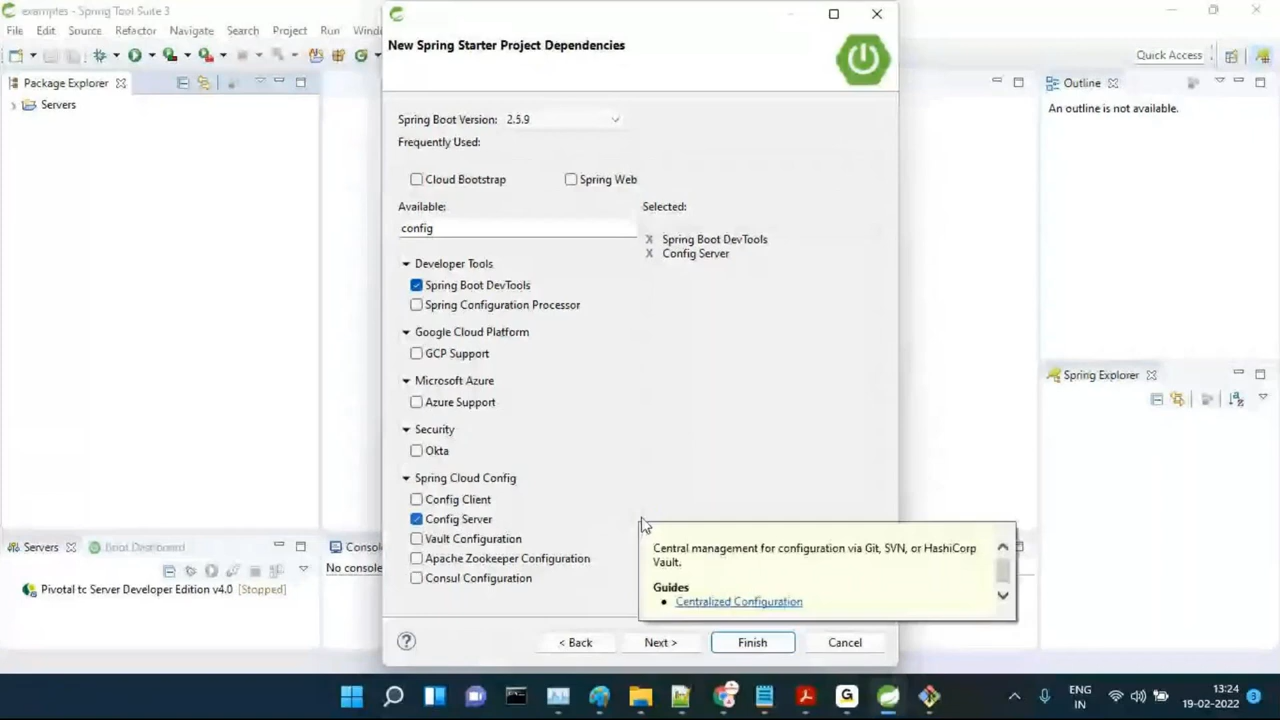 examples - Spring Tool Suite 3
File Edit Source Refactor Navigate Search Project Run
Quick Access
Package Explorer
Servers
New Spring Starter Project Dependencies
Spring Boot Version: 2.5.9
Frequently Used:
Cloud Bootstrap Spring Web
Available: Selected:
config
Spring Boot DevTools
Config Server
Developer Tools
Spring Boot DevTools
Spring Configuration Processor
Google Cloud Platform
GCP Support
Microsoft Azure
Azure Support
Security
Okta
Spring Cloud Config
Config Client
Config Server
Vault Configuration
Apache Zookeeper Configuration
Consul Configuration
Central management for configuration via Git, SVN, or HashiCorp
Vault.
Guides
Centralized Configuration
< Back Next > Finish Cancel
Outline
An outline is not available.
Spring Explorer
Servers Boot Dashboard
Pivotal tc Server Developer Edition v4.0 [Stopped]
ENG
IN
13:24
19-02-2022
3